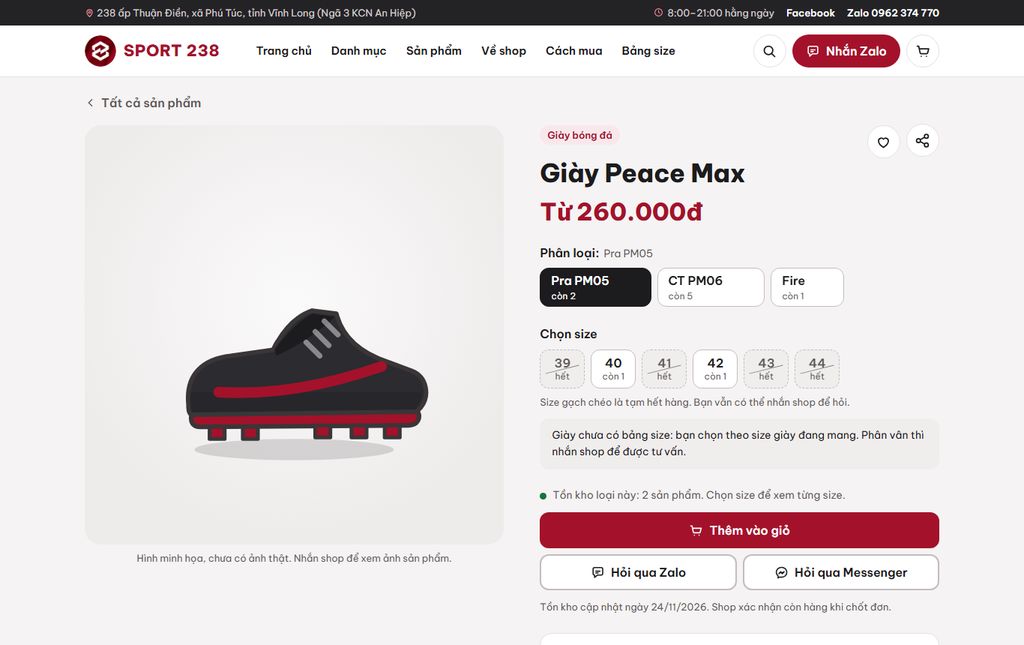 238 ấp Thuận Điền, xã Phú Túc, tỉnh Vĩnh Long (Ngã 3 KCN An Hiệp)
8:00–21:00 hằng ngày Facebook Zalo 0962 374 770
SPORT 238
Trang chủ Danh mục Sản phẩm Về shop Cách mua Bảng size
Nhắn Zalo
Tất cả sản phẩm
Giày bóng đá
Giày Peace Max
Từ 260.000đ
Phân loại: Pra PM05
Pra PM05 CT PM06 Fire
còn 2 còn 5 còn 1
Chọn size
39 40 41 42 43 44
hết còn 1 hết còn 1 hết hết
Size gạch chéo là tạm hết hàng. Bạn vẫn có thể nhắn shop để hỏi.
Giày chưa có bảng size: bạn chọn theo size giày đang mang. Phân vân thì
nhắn shop để được tư vấn.
Tồn kho loại này: 2 sản phẩm. Chọn size để xem từng size.
Thêm vào giỏ
Hỏi qua Zalo Hỏi qua Messenger
Tồn kho cập nhật ngày 24/11/2026. Shop xác nhận còn hàng khi chốt đơn.
Hình minh họa, chưa có ảnh thật. Nhắn shop để xem ảnh sản phẩm.